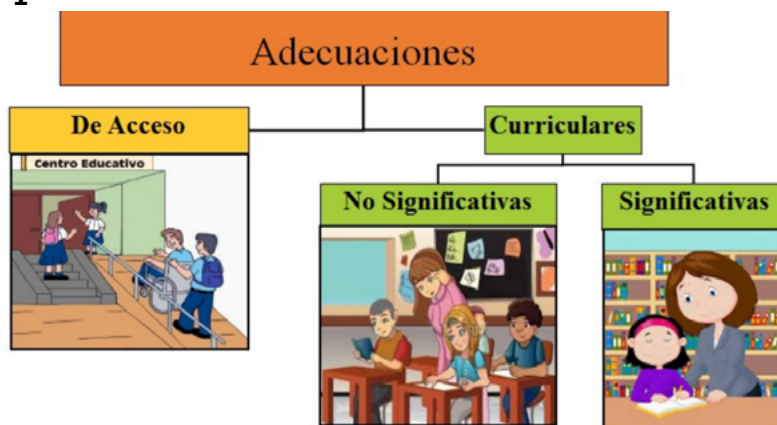 Adecuaciones
De Acceso
Curriculares
Centro Educativo
No Significativas
Significativas